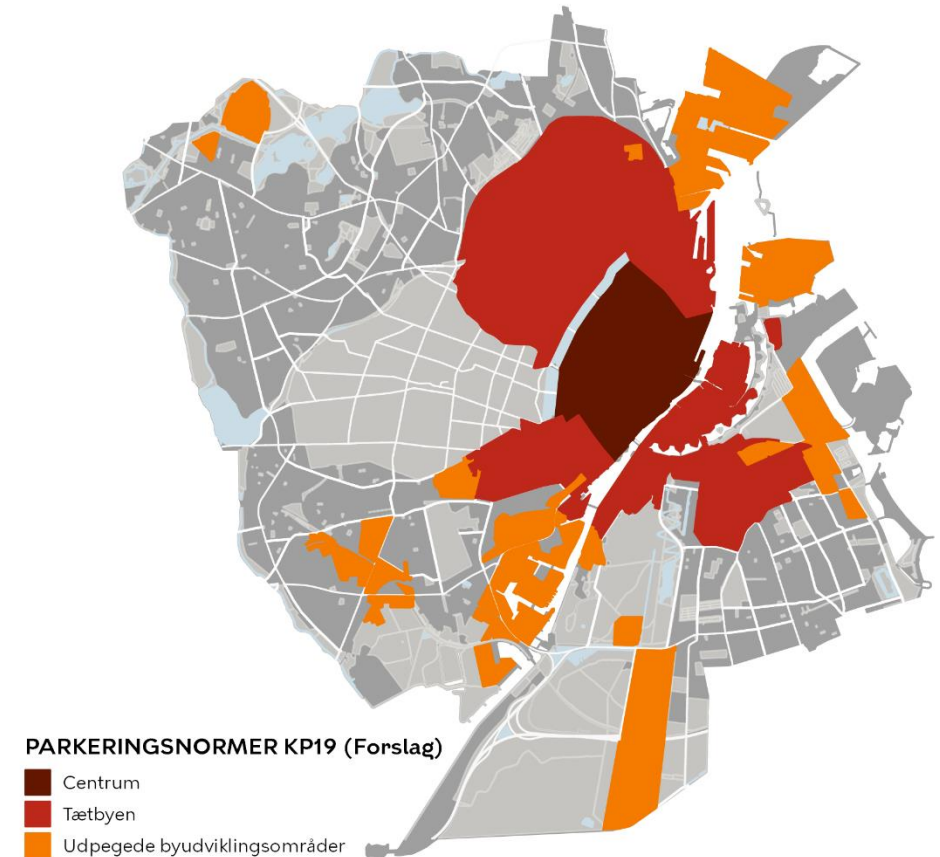 PARKERINGSNORMER KP19 (Forslag)
Centrum
Tætbyen
Udpegede byudviklingsområder